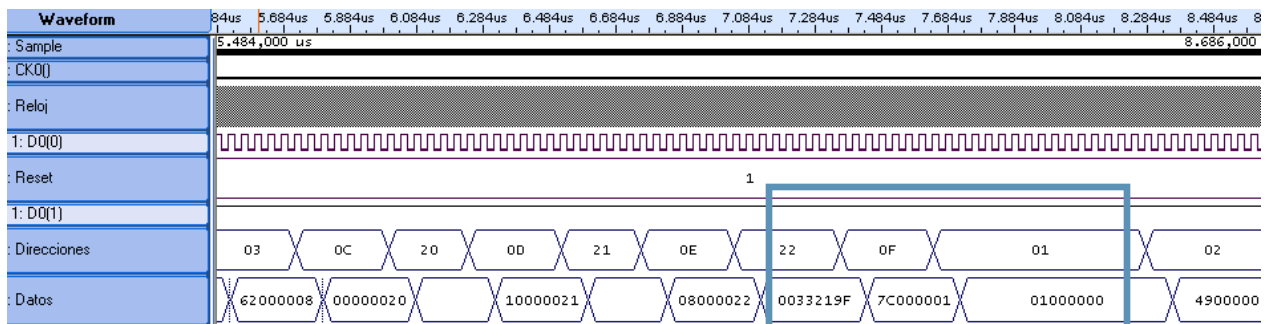 Waveform 84us 5.684us 5.884us 6.084us 6.284us 6.484us 6.684us 6.884us 7.084us 7.284us 7.484us 7.684us 7.884us 8.084us 8.284us 8.484us 8
: Sample 5.484,000 us 8.686,000
: CK0()
: Reloj
1: D0(0)
: Reset 1
1: D0(1)
: Direcciones 03 0C 20 0D 21 0E 22 0F 01 02
: Datos 62000008 00000020 10000021 08000022 0033219F 7C000001 01000000 4900000